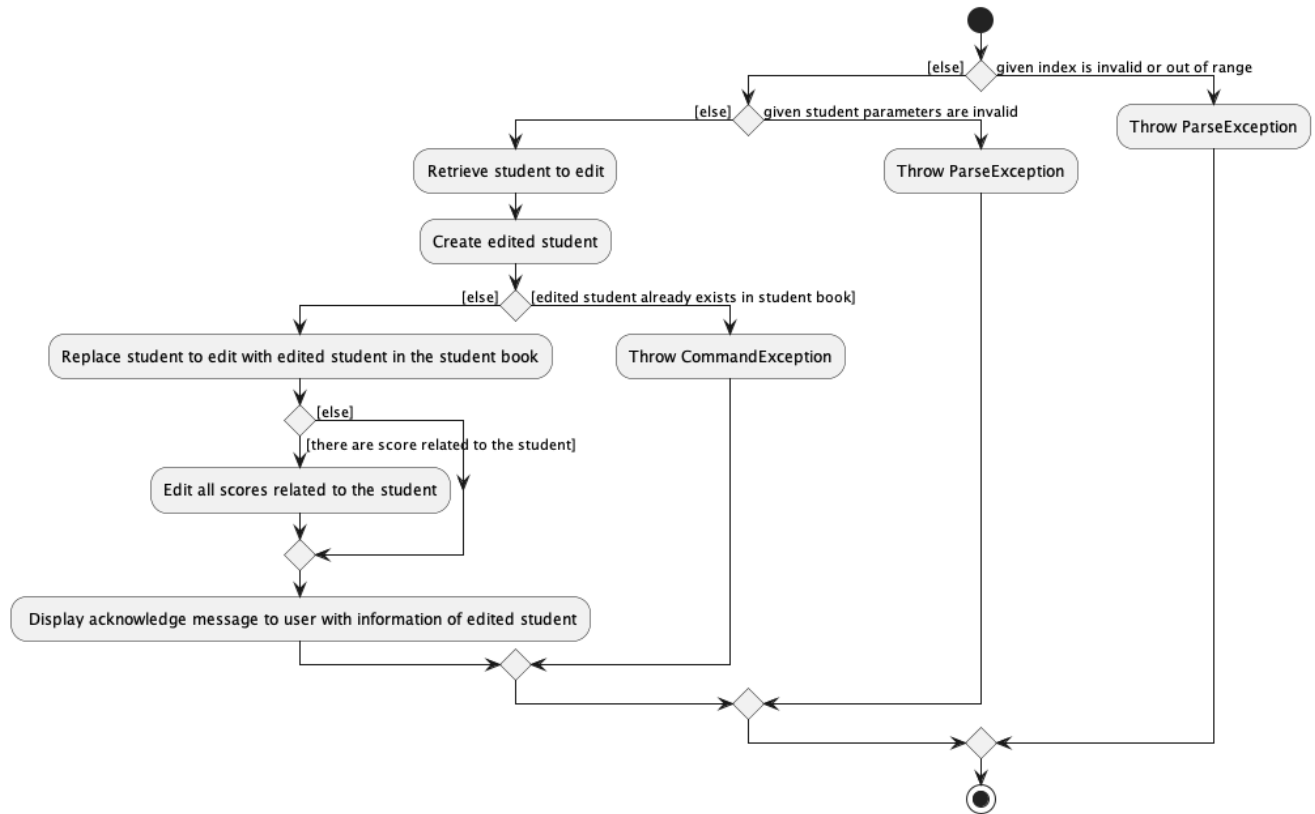 [else]
given index is invalid or out of range
[else]
given student parameters are invalid
Throw ParseException
Retrieve student to edit
Throw ParseException
Create edited student
[else]
[edited student already exists in student book]
Replace student to edit with edited student in the student book
Throw CommandException
[else]
[there are score related to the student]
Edit all scores related to the student
Display acknowledge message to user with information of edited student